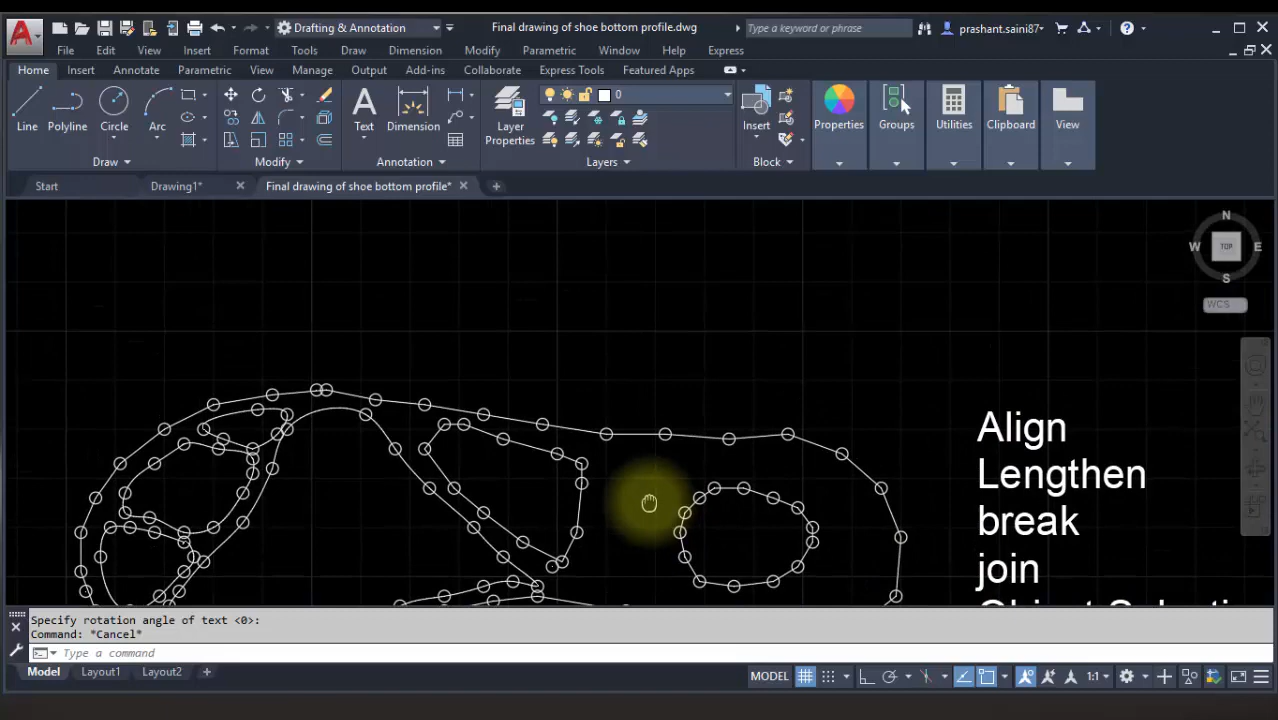 Drafting & Annotation
Final drawing of shoe bottom profile.dwg
Type a keyword or phrase
prashant.saini87
File Edit View Insert Format Tools Draw Dimension Modify Parametric Window Help Express
Home Insert Annotate Parametric View Manage Output Add-ins Collaborate Express Tools Featured Apps
0
Line Polyline Circle Arc Text Dimension Layer Properties Insert Properties Groups Utilities Clipboard View
Draw Modify Annotation Layers Block
Start Drawing1* Final drawing of shoe bottom profile*
N
W TOP E
S
WCS
Align
Lengthen
break
join
Specify rotation angle of text <0>:
Command: *Cancel*
Type a command
Model Layout1 Layout2 MODEL 1:1